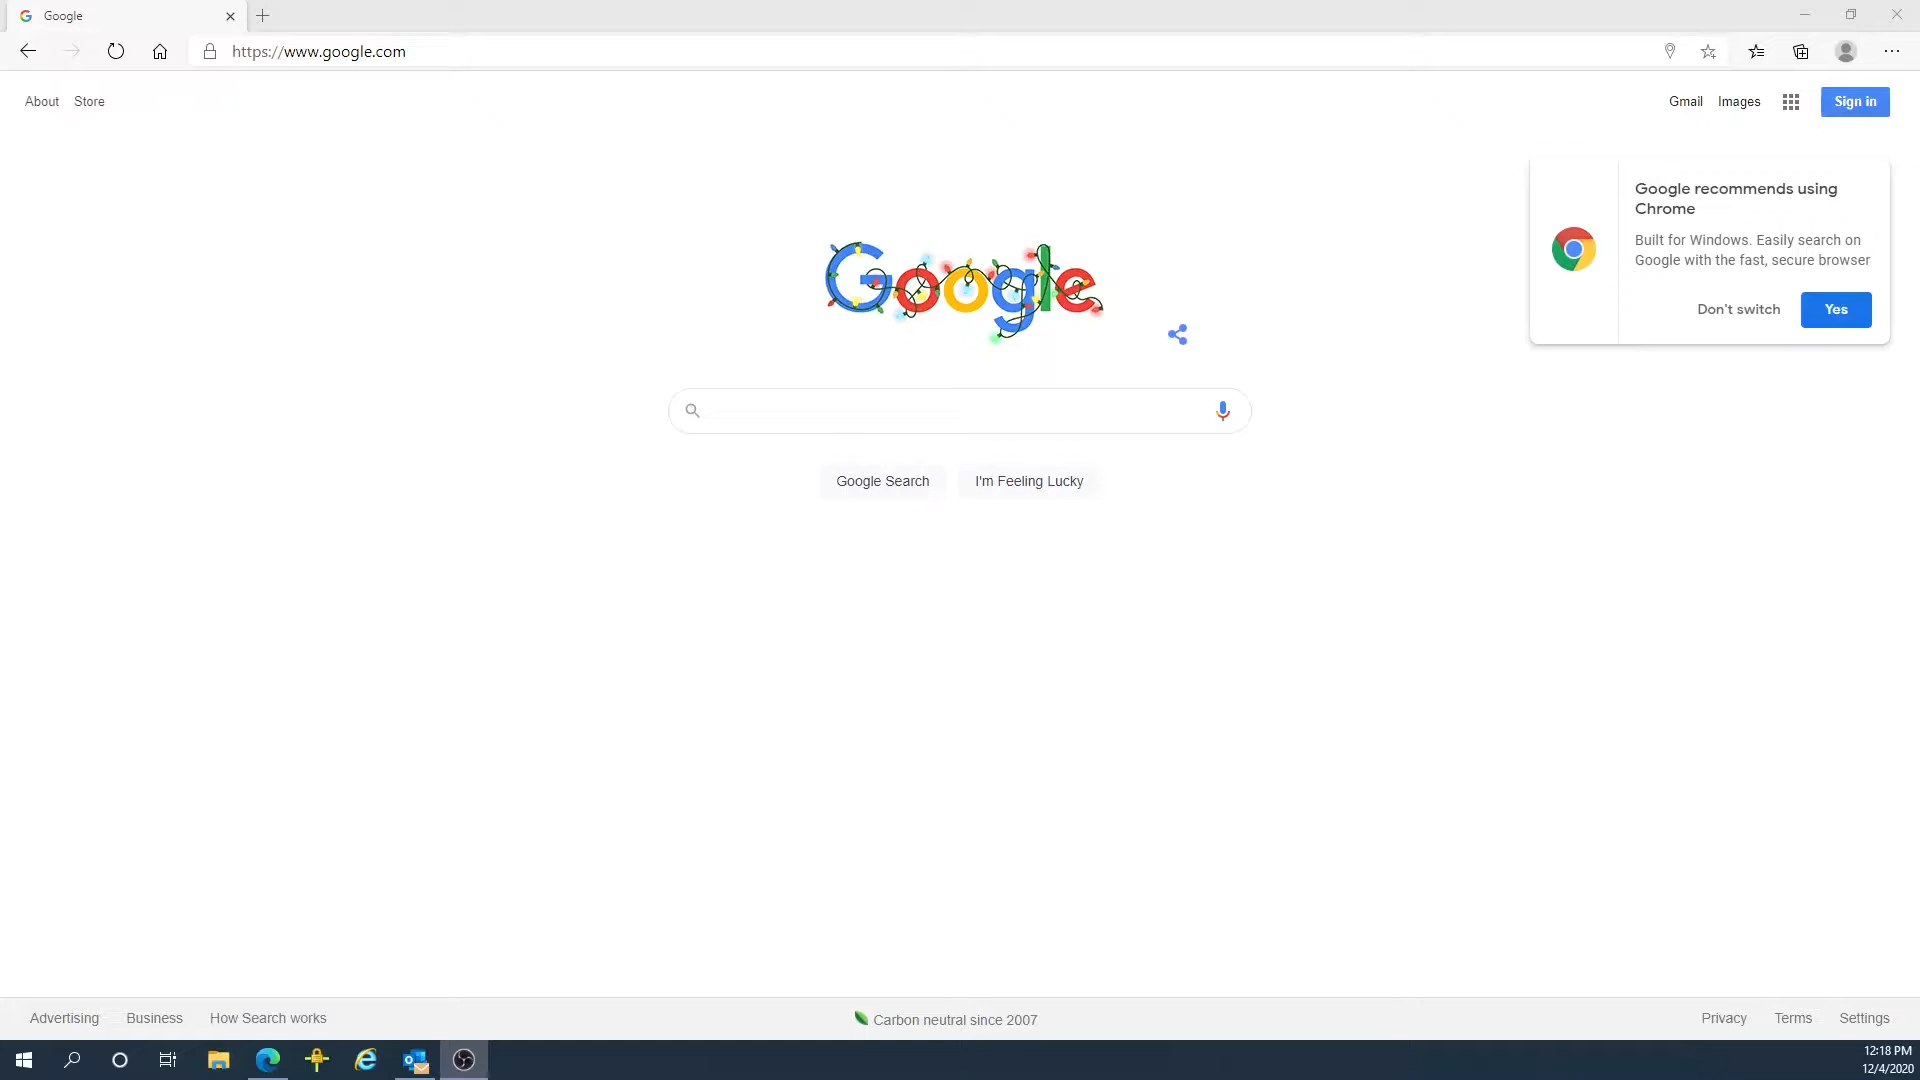 Google
https://www.google.com
About Store
Gmail Images Sign in
Google recommends using
Chrome
Built for Windows. Easily search on
Google with the fast, secure browser
Don't switch Yes
Google
Google Search I'm Feeling Lucky
Advertising Business How Search works
Carbon neutral since 2007
Privacy Terms Settings
12:18 PM
12/4/2020